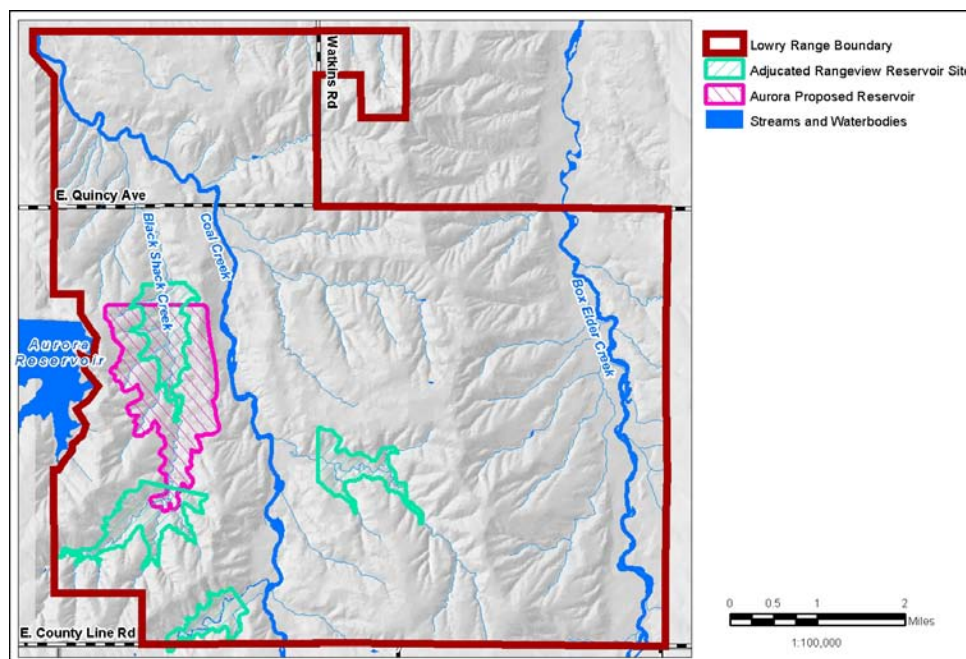 Watkins Rd
E. Quincy Ave
Black Shack Creek
Coal Creek
Box Elder Creek
Aurora
Reservoir
E. County Line Rd
Lowry Range Boundary
Adjucated Rangeview Reservoir Site
Aurora Proposed Reservoir
Streams and Waterbodies
0 0.5 1 2
Miles
1:100,000